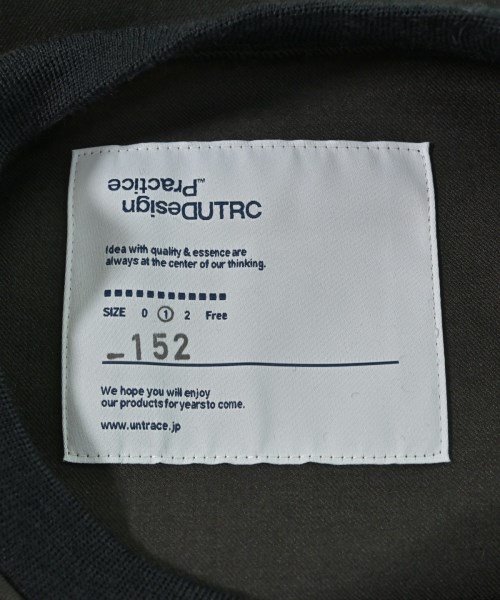 Practice™
DesignUTRC
Idea with quality & essence are
always at the center of our thinking.
SIZE 0 1 2 Free
_152
We hope you will enjoy
our products for years to come.
www.untrace.jp